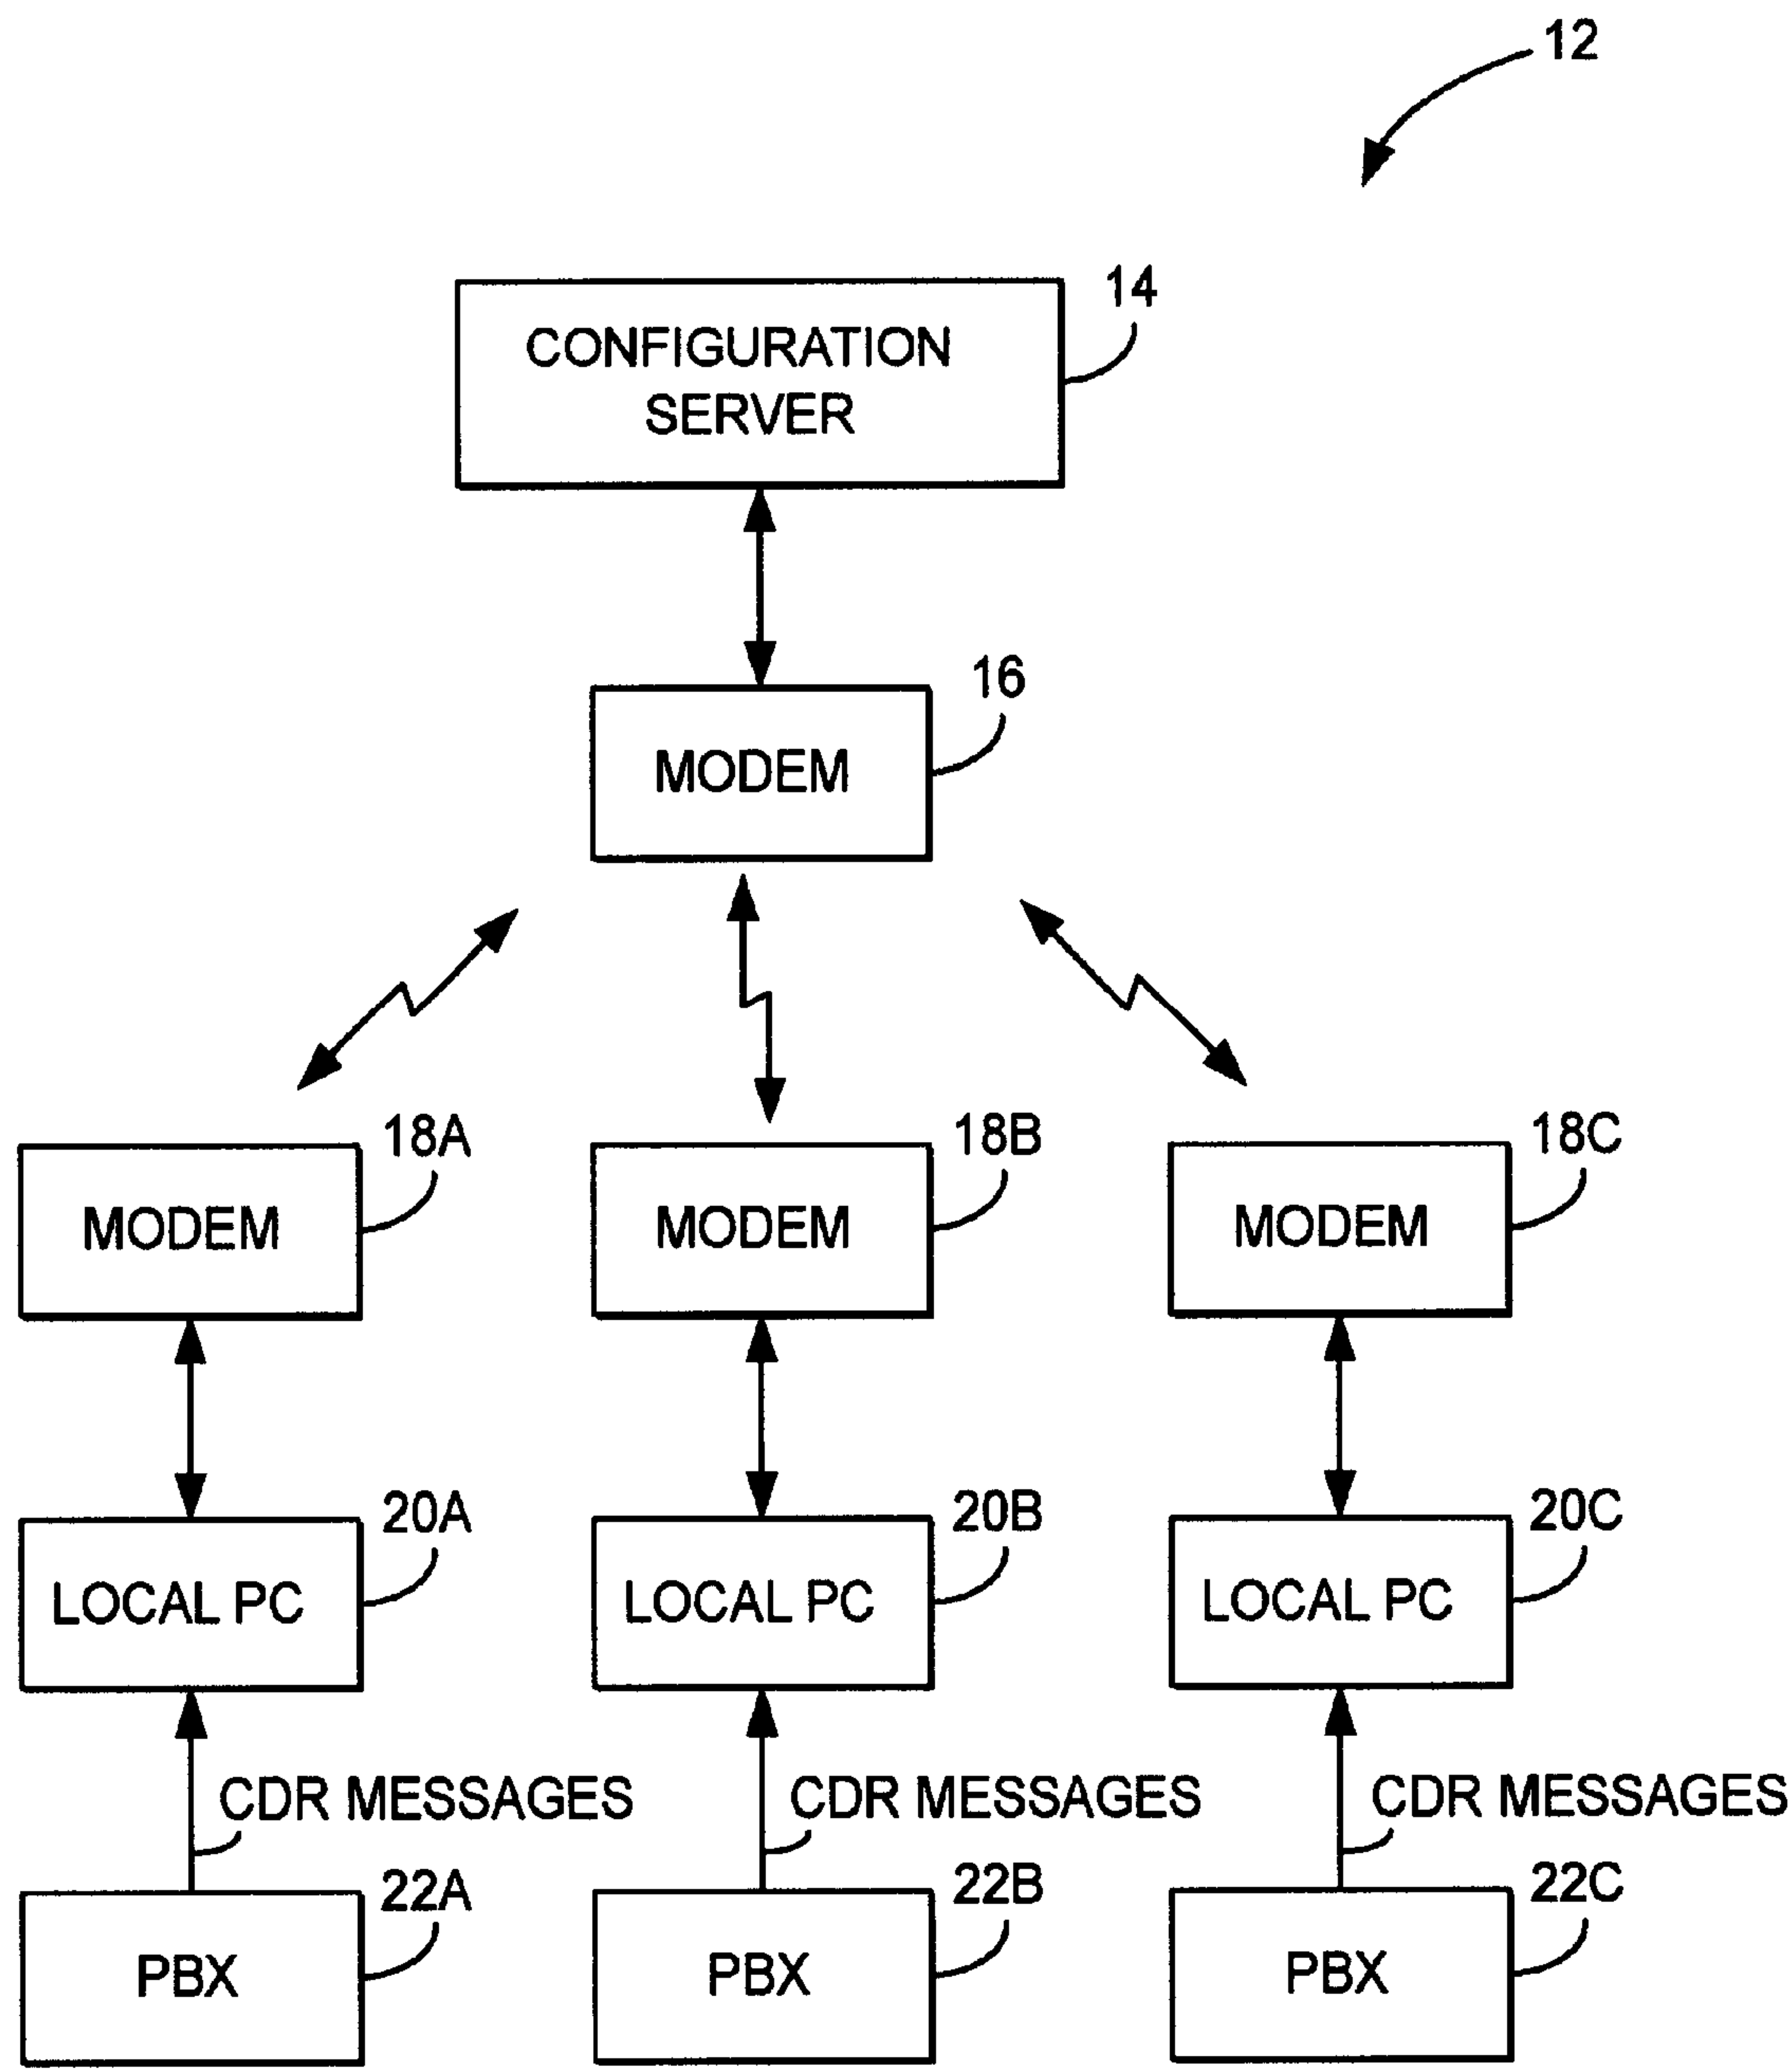 12
14
CONFIGURATION
SERVER
16
MODEM
18A
18B
18C
MODEM
MODEM
MODEM
20A
20B
20C
LOCAL PC
LOCAL PC
LOCAL PC
CDR MESSAGES
CDR MESSAGES
CDR MESSAGES
22A
22B
22C
PBX
PBX
PBX